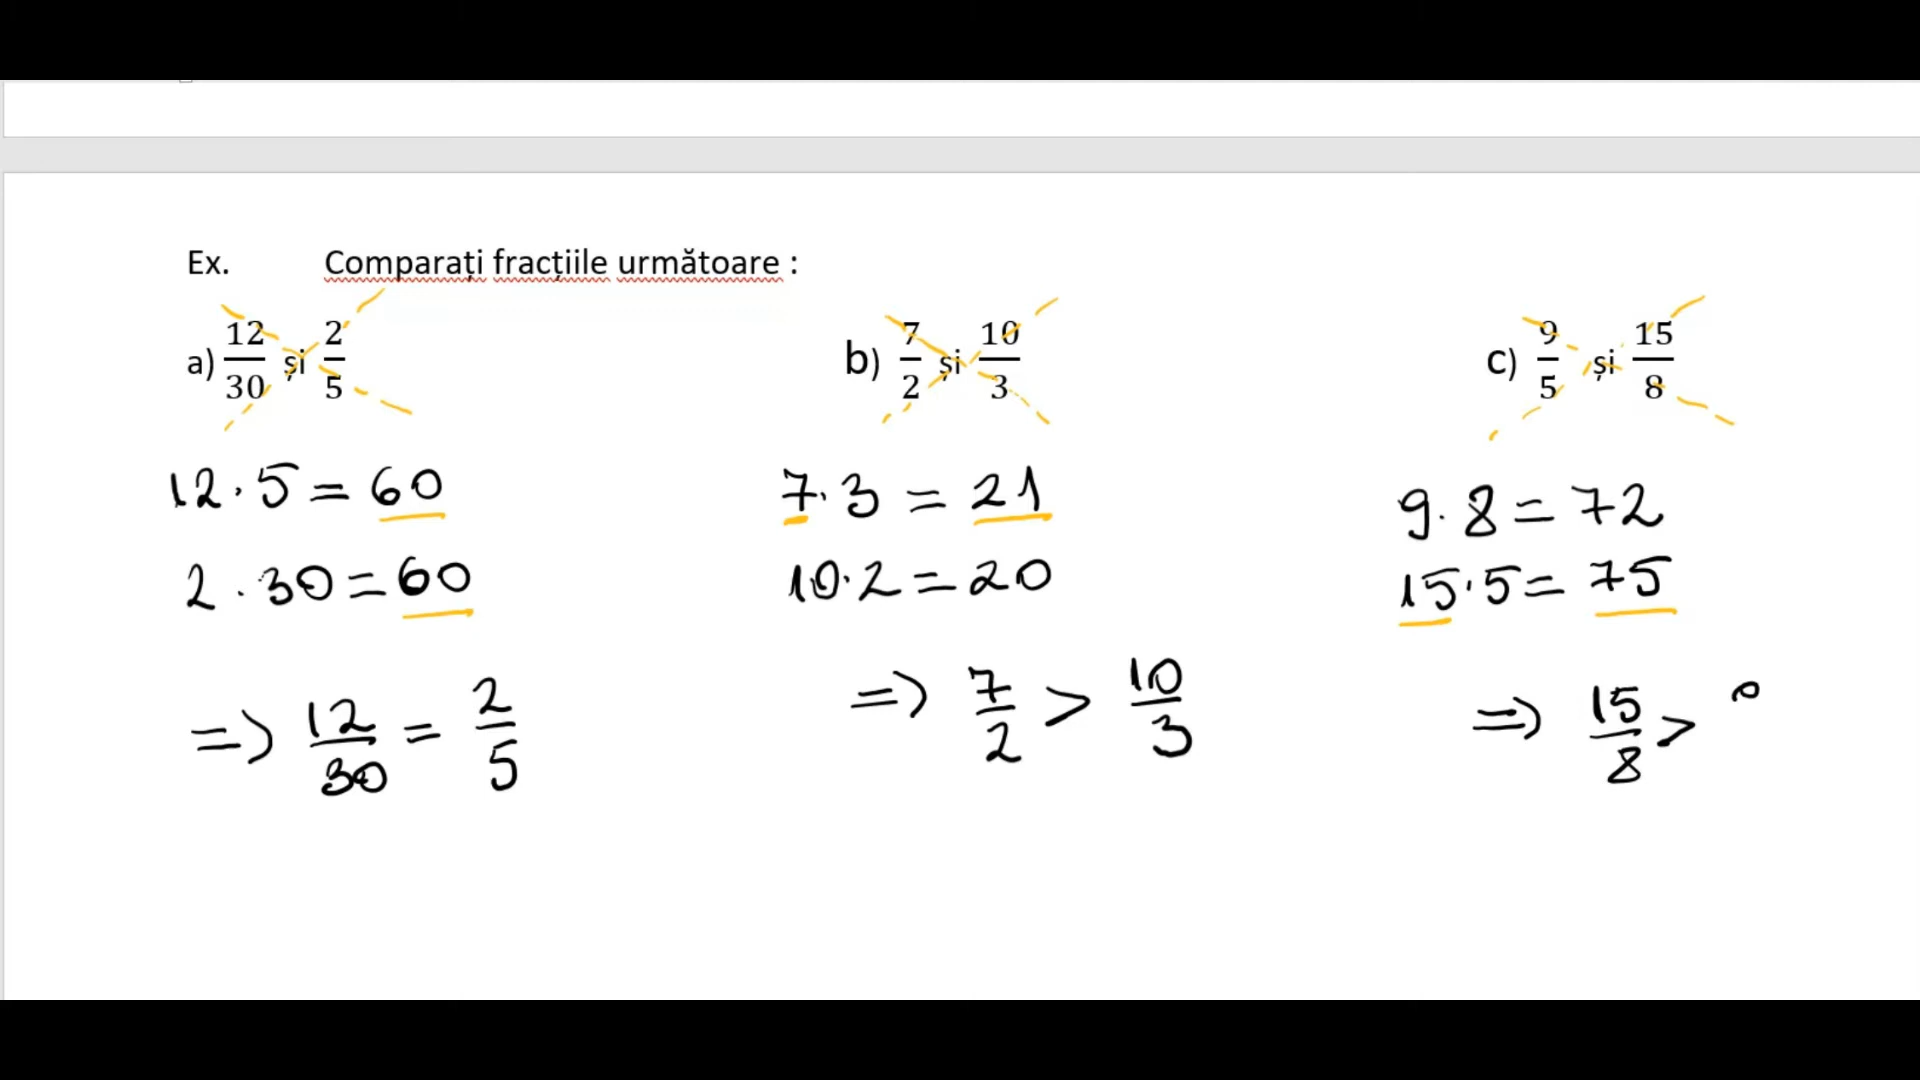 Ex. Comparați fracțiile următoare :
a) 12/30 și 2/5
b) 7/2 și 10/3
c) 9/5 și 15/8
12 · 5 = 60
2 · 30 = 60
=> 12/30 = 2/5
7 · 3 = 21
10 · 2 = 20
=> 7/2 > 10/3
9 · 8 = 72
15 · 5 = 75
=> 15/8 >